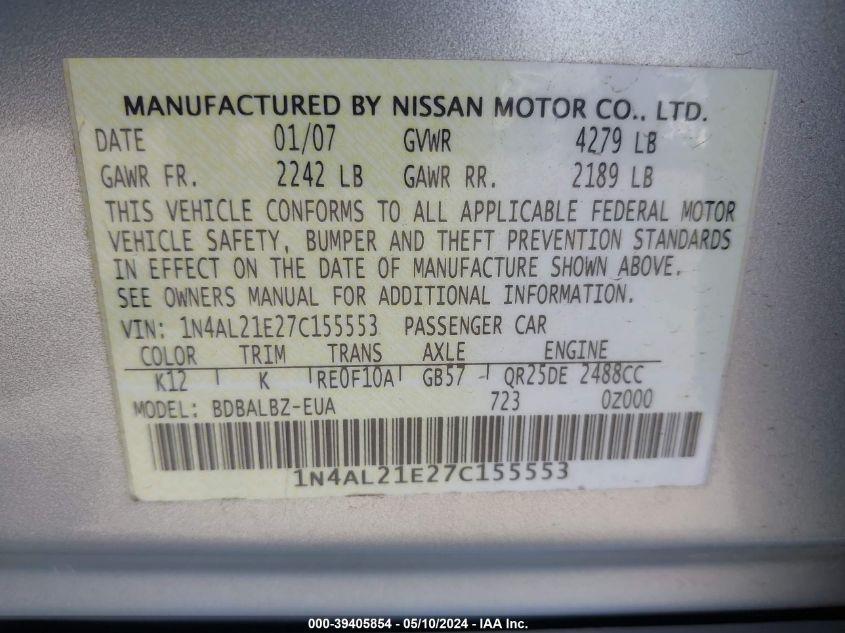 MANUFACTURED BY NISSAN MOTOR CO., LTD.
DATE 01/07 GVWR 4279 LB
GAWR FR. 2242 LB GAWR RR. 2189 LB
THIS VEHICLE CONFORMS TO ALL APPLICABLE FEDERAL MOTOR
VEHICLE SAFETY, BUMPER AND THEFT PREVENTION STANDARDS
IN EFFECT ON THE DATE OF MANUFACTURE SHOWN ABOVE.
SEE OWNERS MANUAL FOR ADDITIONAL INFORMATION.
VIN: 1N4AL21E27C155553 PASSENGER CAR
COLOR TRIM TRANS AXLE ENGINE
K12 K RE0F10A GB57 QR25DE 2488CC
MODEL: BDBALBZ-EUA 723 0Z000
1N4AL21E27C155553
000-39405854 - 05/10/2024 - IAA Inc.